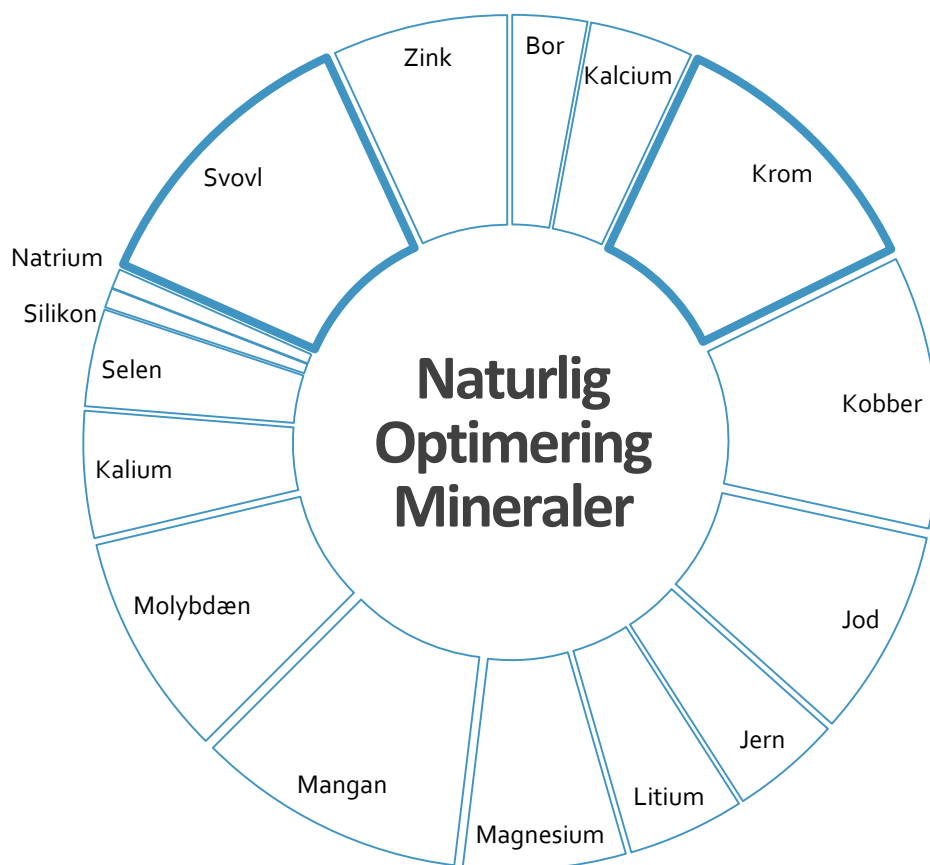 Zink
Bor
Kalcium
Krom
Kobber
Jod
Jern
Litium
Magnesium
Mangan
Molybdæn
Kalium
Selen
Silikon
Natrium
Svovl
Naturlig
Optimering
Mineraler